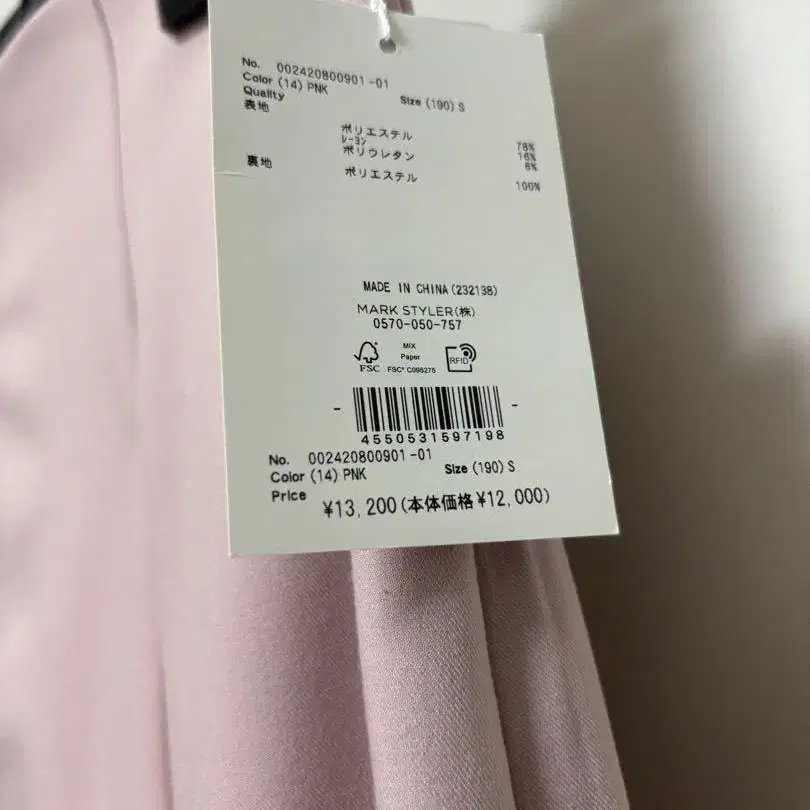 No. 002420800901-01
Color (14) PNK Size (190) S
Quality
表地
ポリエステル 78%
レーヨン 16%
ポリウレタン 6%
裏地
ポリエステル 100%
MADE IN CHINA(232138)
MARK STYLER(株)
0570-050-757
FSC MIX Paper FSC® C095275 RFID
4550531597198
No. 002420800901-01
Color (14) PNK Size (190) S
Price
¥13,200(本体価格¥12,000)